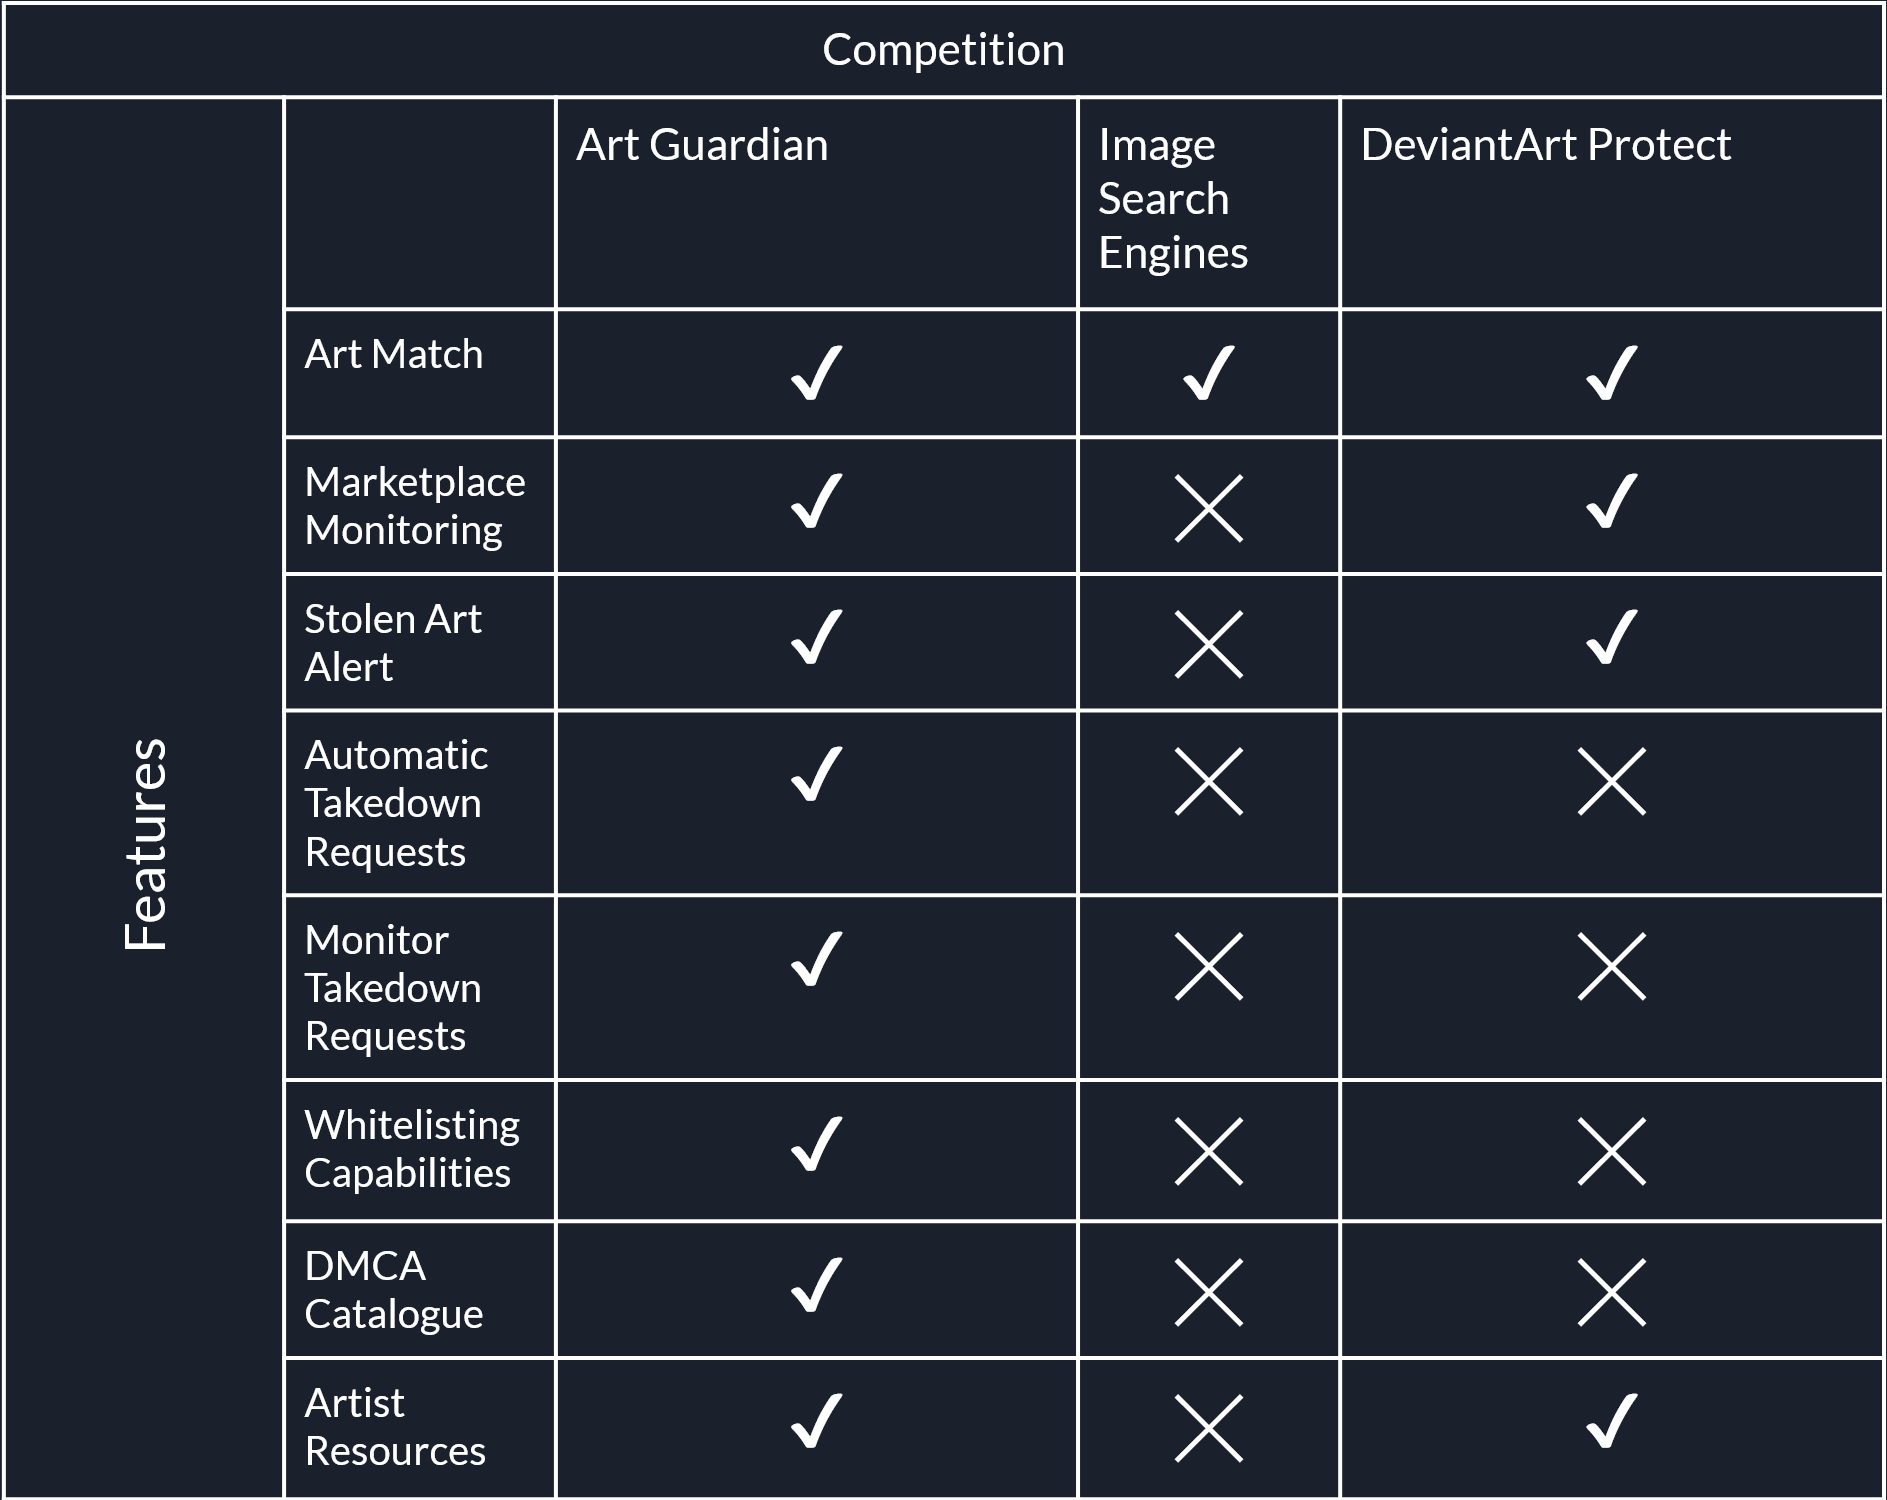 Competition
Features
Art Guardian
Image
Search
Engines
DeviantArt Protect
Art Match
Marketplace
Monitoring
Stolen Art
Alert
Automatic
Takedown
Requests
Monitor
Takedown
Requests
Whitelisting
Capabilities
DMCA
Catalogue
Artist
Resources